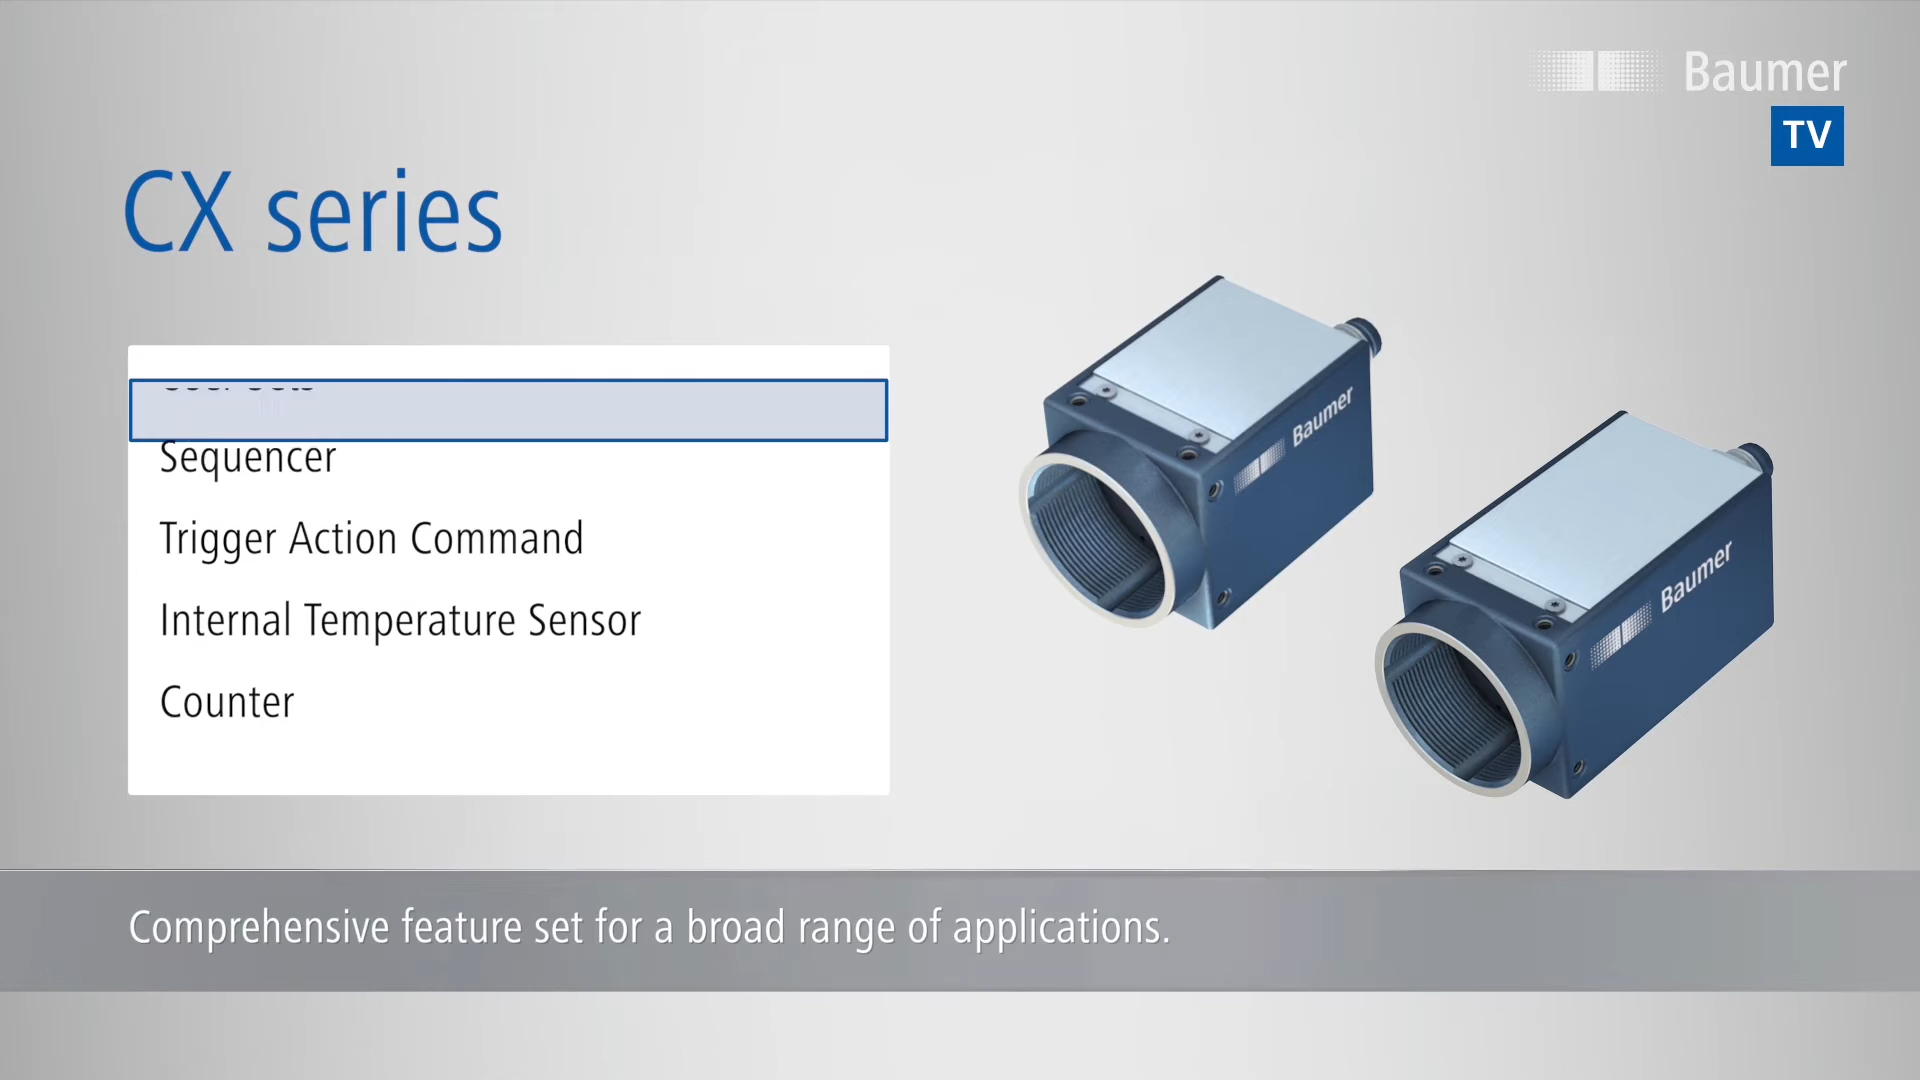 Baumer
TV
CX series
Sequencer
Trigger Action Command
Internal Temperature Sensor
Counter
Baumer
Baumer
Comprehensive feature set for a broad range of applications.